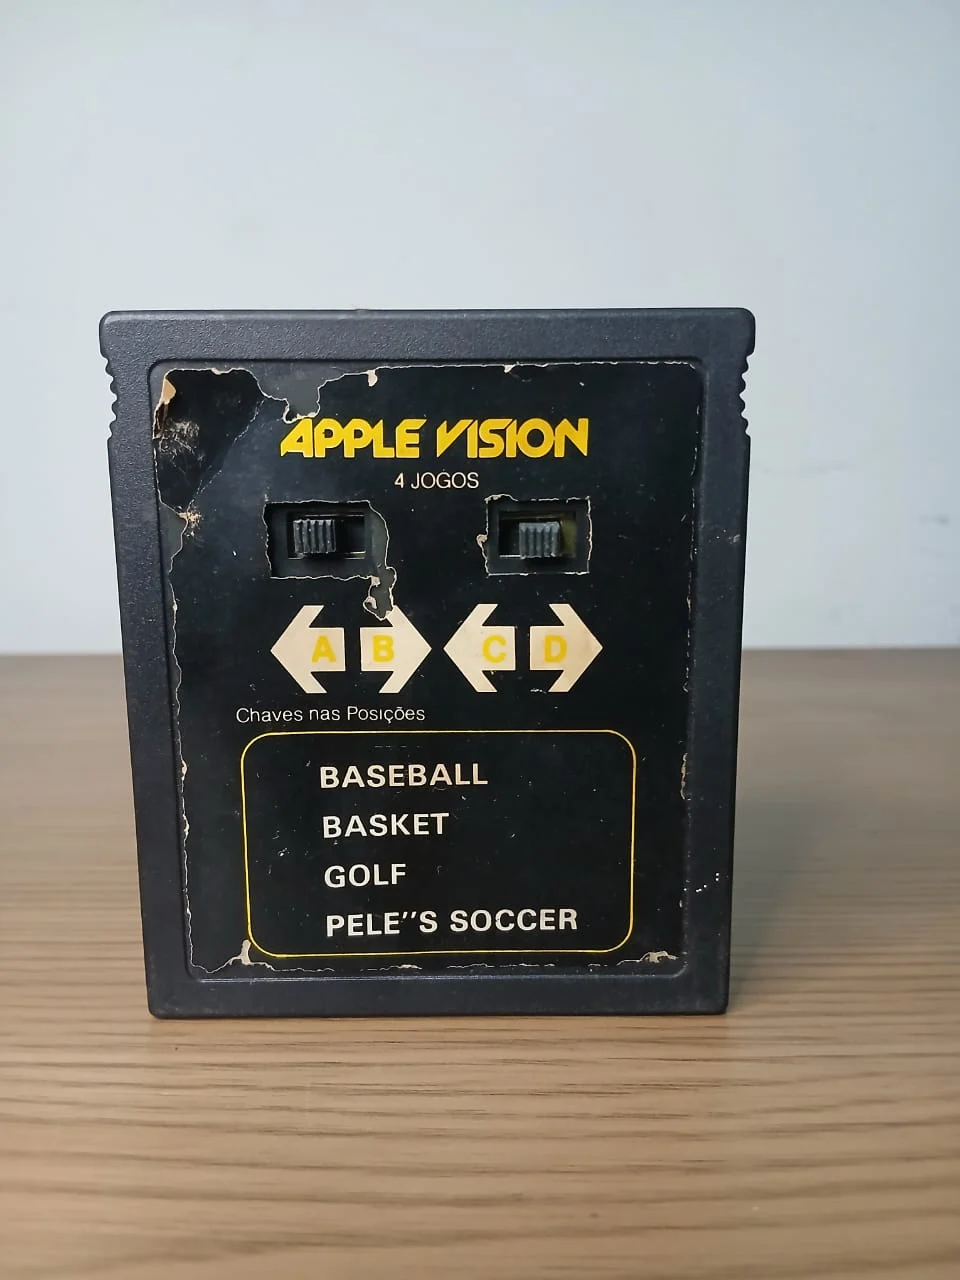 APPLE VISION
4 JOGOS
A B C D
Chaves nas Posições
BASEBALL
BASKET
GOLF
PELE''S SOCCER